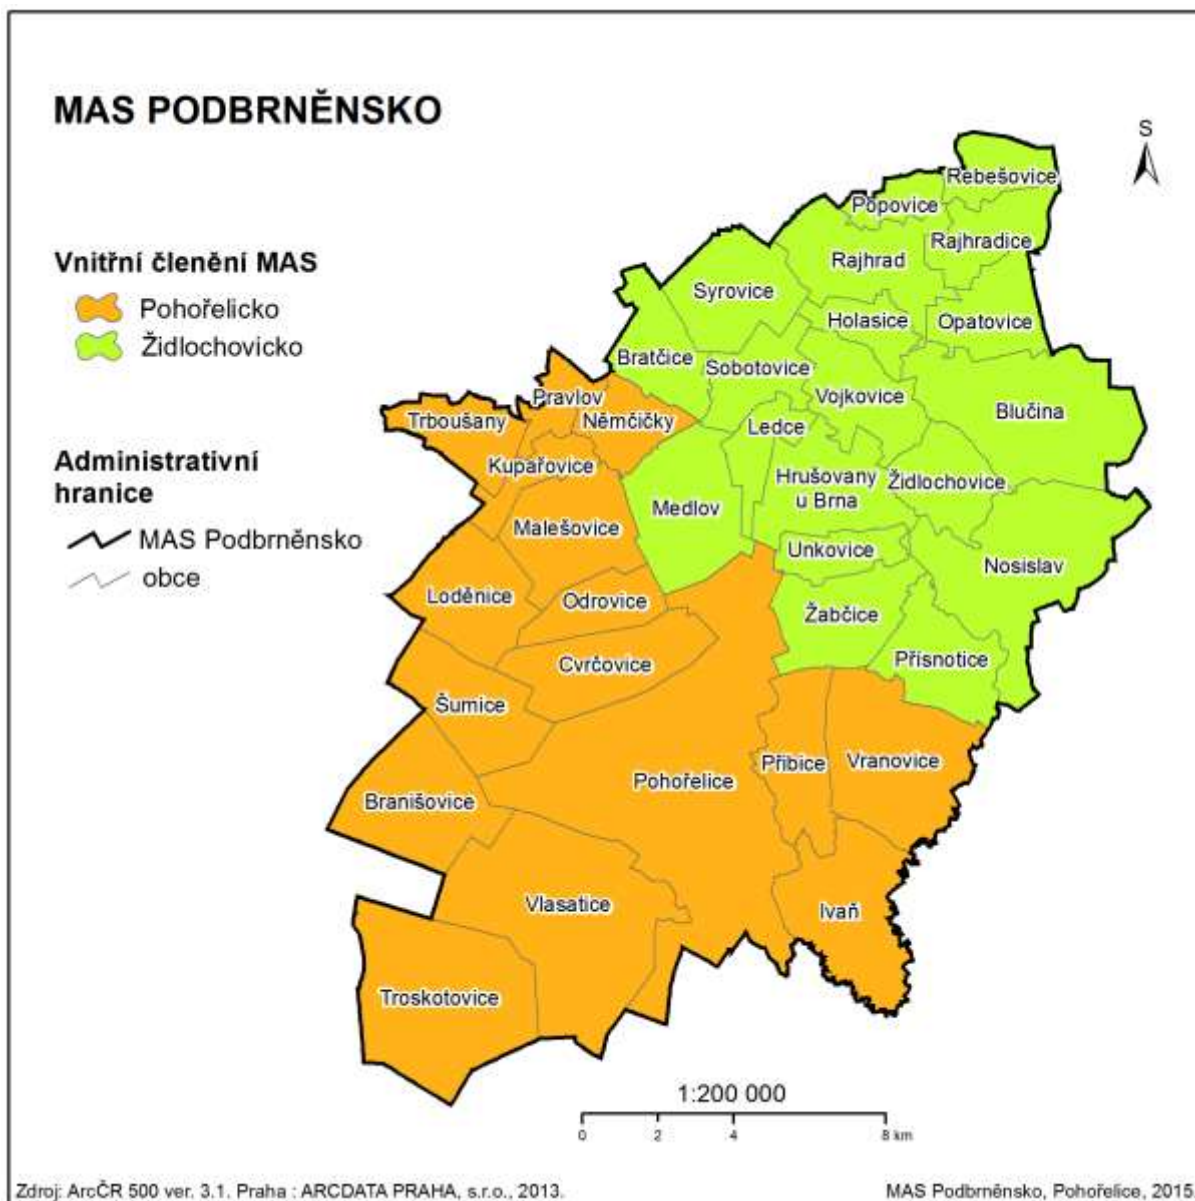 MAS PODBRNĚNSKO
S
Vnitřní členění MAS
Pohořelicko
Židlochovicko
Administrativní
hranice
MAS Podbrněnsko
obce
Rebešovice
Popovice
Rajhradice
Rajhrad
Syrovice
Holasice
Opatovice
Bratčice
Sobotovice
Vojkovice
Blučina
Pravlov
Trboušany
Němčičky
Ledce
Kupařovice
Hrušovany
u Brna
Židlochovice
Medlov
Malešovice
Unkovice
Nosislav
Loděnice
Odrovice
Žabčice
Cvrčovice
Přisnotice
Šumice
Přibice
Vranovice
Pohořelice
Branišovice
Vlasatice
Ivaň
Troskotovice
1:200 000
0 2 4 8 km
Zdroj: ArcČR 500 ver. 3.1. Praha : ARCDATA PRAHA, s.r.o., 2013.
MAS Podbrněnsko, Pohořelice, 2015